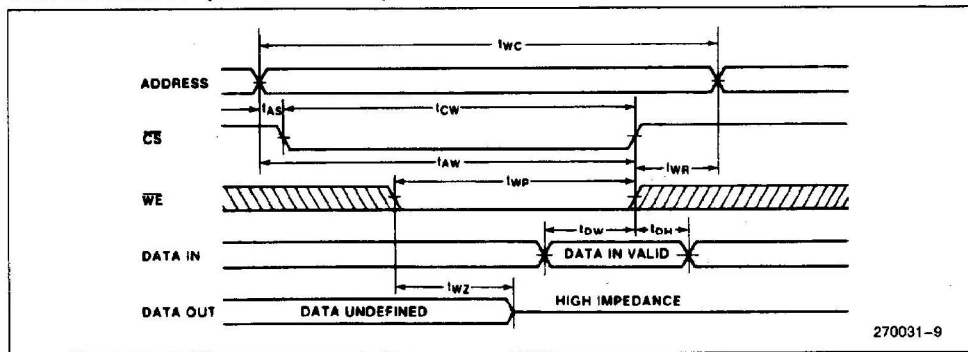 tWC
ADDRESS
tAS
tCW
CS
tAW
tWR
tWP
WE
tDW
tDH
DATA IN
DATA IN VALID
tWZ
HIGH IMPEDANCE
DATA OUT
DATA UNDEFINED
270031-9